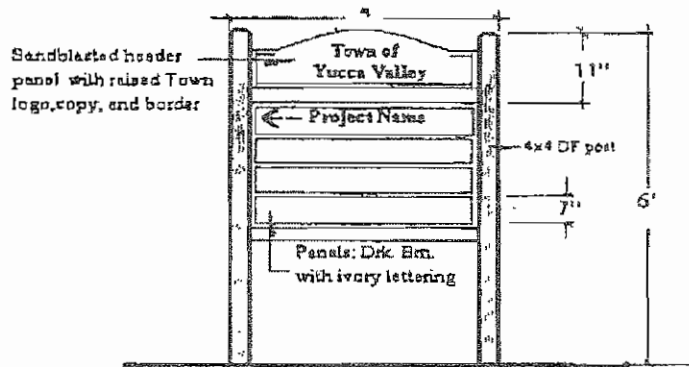 Sandblasted header
panel with raised Town
logo, copy, and border
Town of
Yucca Valley
11"
Project Name
4x4 DF post
7"
6'
Panels: Drk. Brn.
with ivory lettering